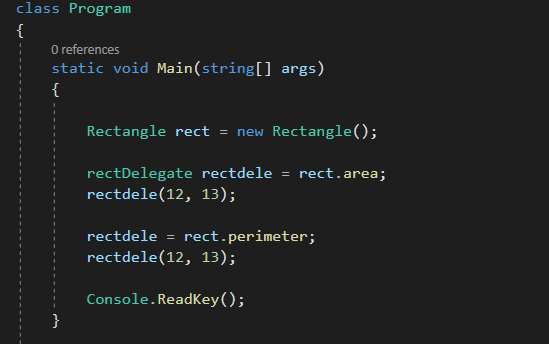 class Program
{
0 references
static void Main(string[] args)
{
Rectangle rect = new Rectangle();
rectDelegate rectdele = rect.area;
rectdele(12, 13);
rectdele = rect.perimeter;
rectdele(12, 13);
Console.ReadKey();
}